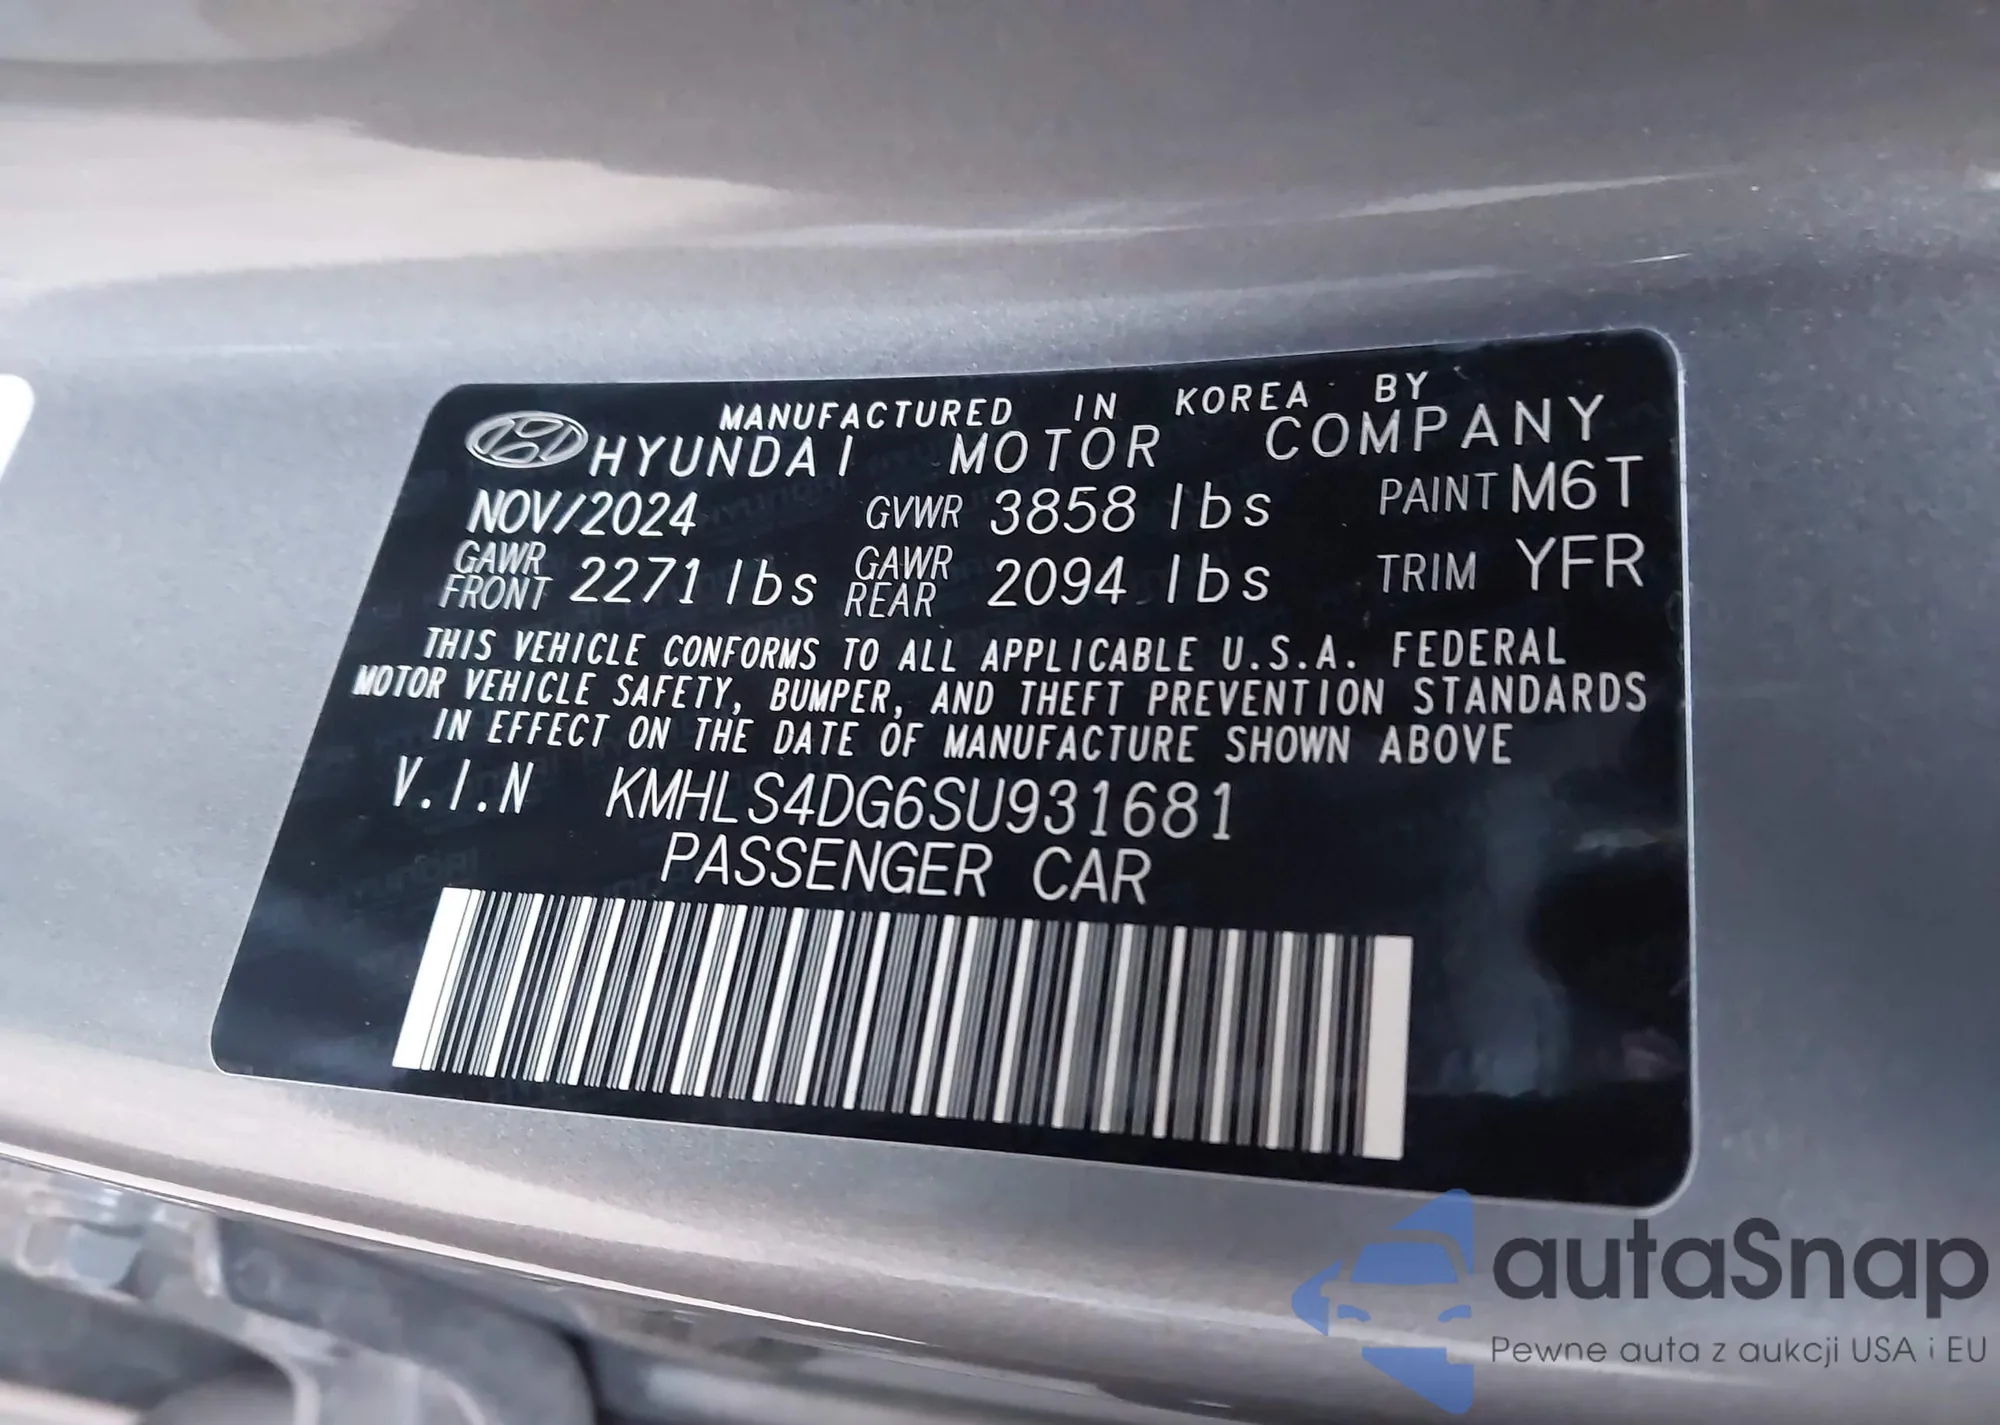 MANUFACTURED IN KOREA BY
HYUNDAI MOTOR COMPANY
NOV/2024 GVWR 3858 lbs PAINT M6T
GAWR FRONT 2271 lbs GAWR REAR 2094 lbs TRIM YFR
THIS VEHICLE CONFORMS TO ALL APPLICABLE U.S.A. FEDERAL
MOTOR VEHICLE SAFETY, BUMPER, AND THEFT PREVENTION STANDARDS
IN EFFECT ON THE DATE OF MANUFACTURE SHOWN ABOVE
V.I.N KMHLS4DG6SU931681
PASSENGER CAR
autaSnap
Pewne auta z aukcji USA i EU